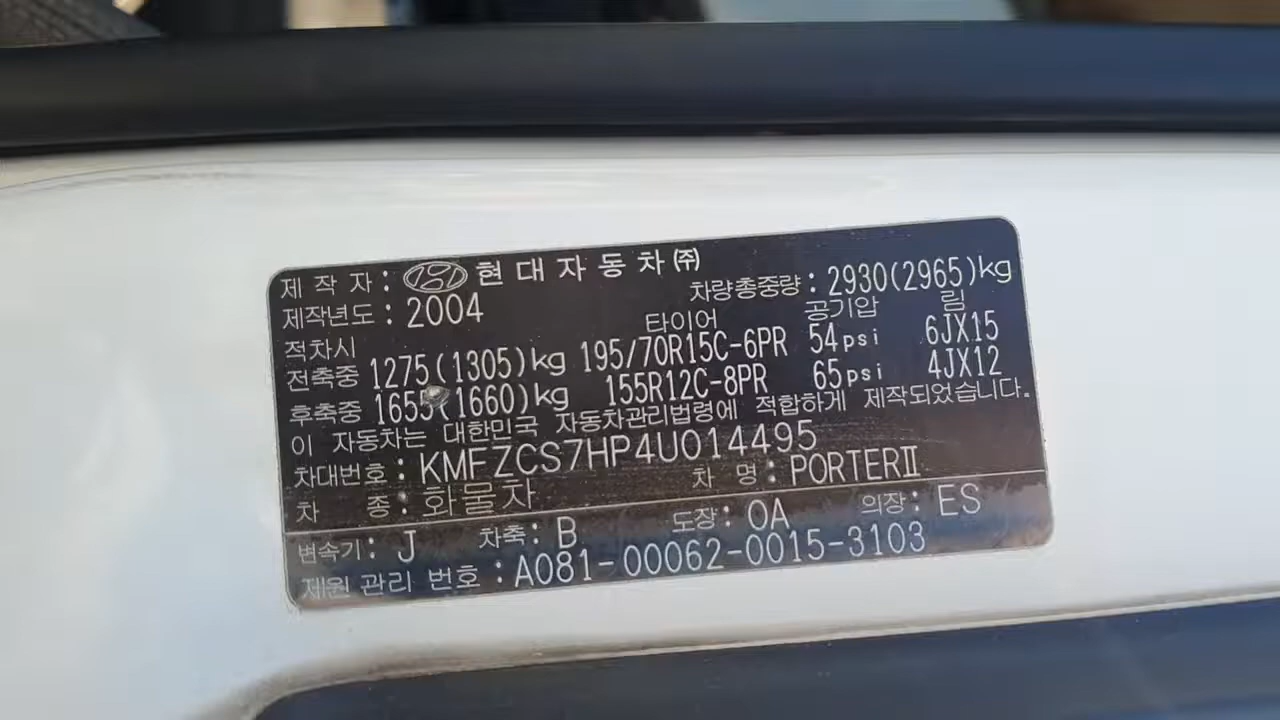 제 작 자 : 현대자동차㈜
제작년도 : 2004 차량총중량 : 2930(2965)kg
적차시 타이어 공기압 림
전축중 1275(1305)kg 195/70R15C-6PR 54psi 6JX15
후축중 1655(1660)kg 155R12C-8PR 65psi 4JX12
이 자동차는 대한민국 자동차관리법령에 적합하게 제작되었습니다.
차대번호 : KMFZCS7HP4U014495
차 종 : 화물차 차 명 : PORTERⅡ
변속기 : J 차축 : B 도장 : OA 의장 : ES
제원 관리 번호 : A081-00062-0015-3103